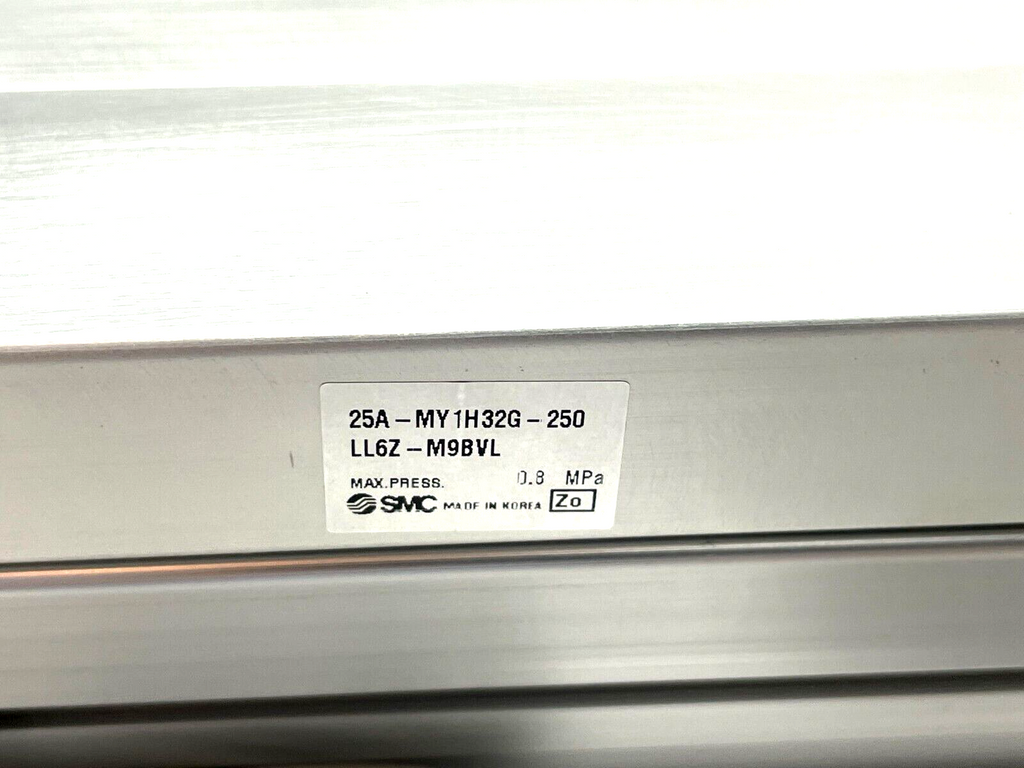 25A-MY1H32G-250
LL6Z-M9BVL
MAX.PRESS. 0.8 MPa
SMC MADE IN KOREA Zo